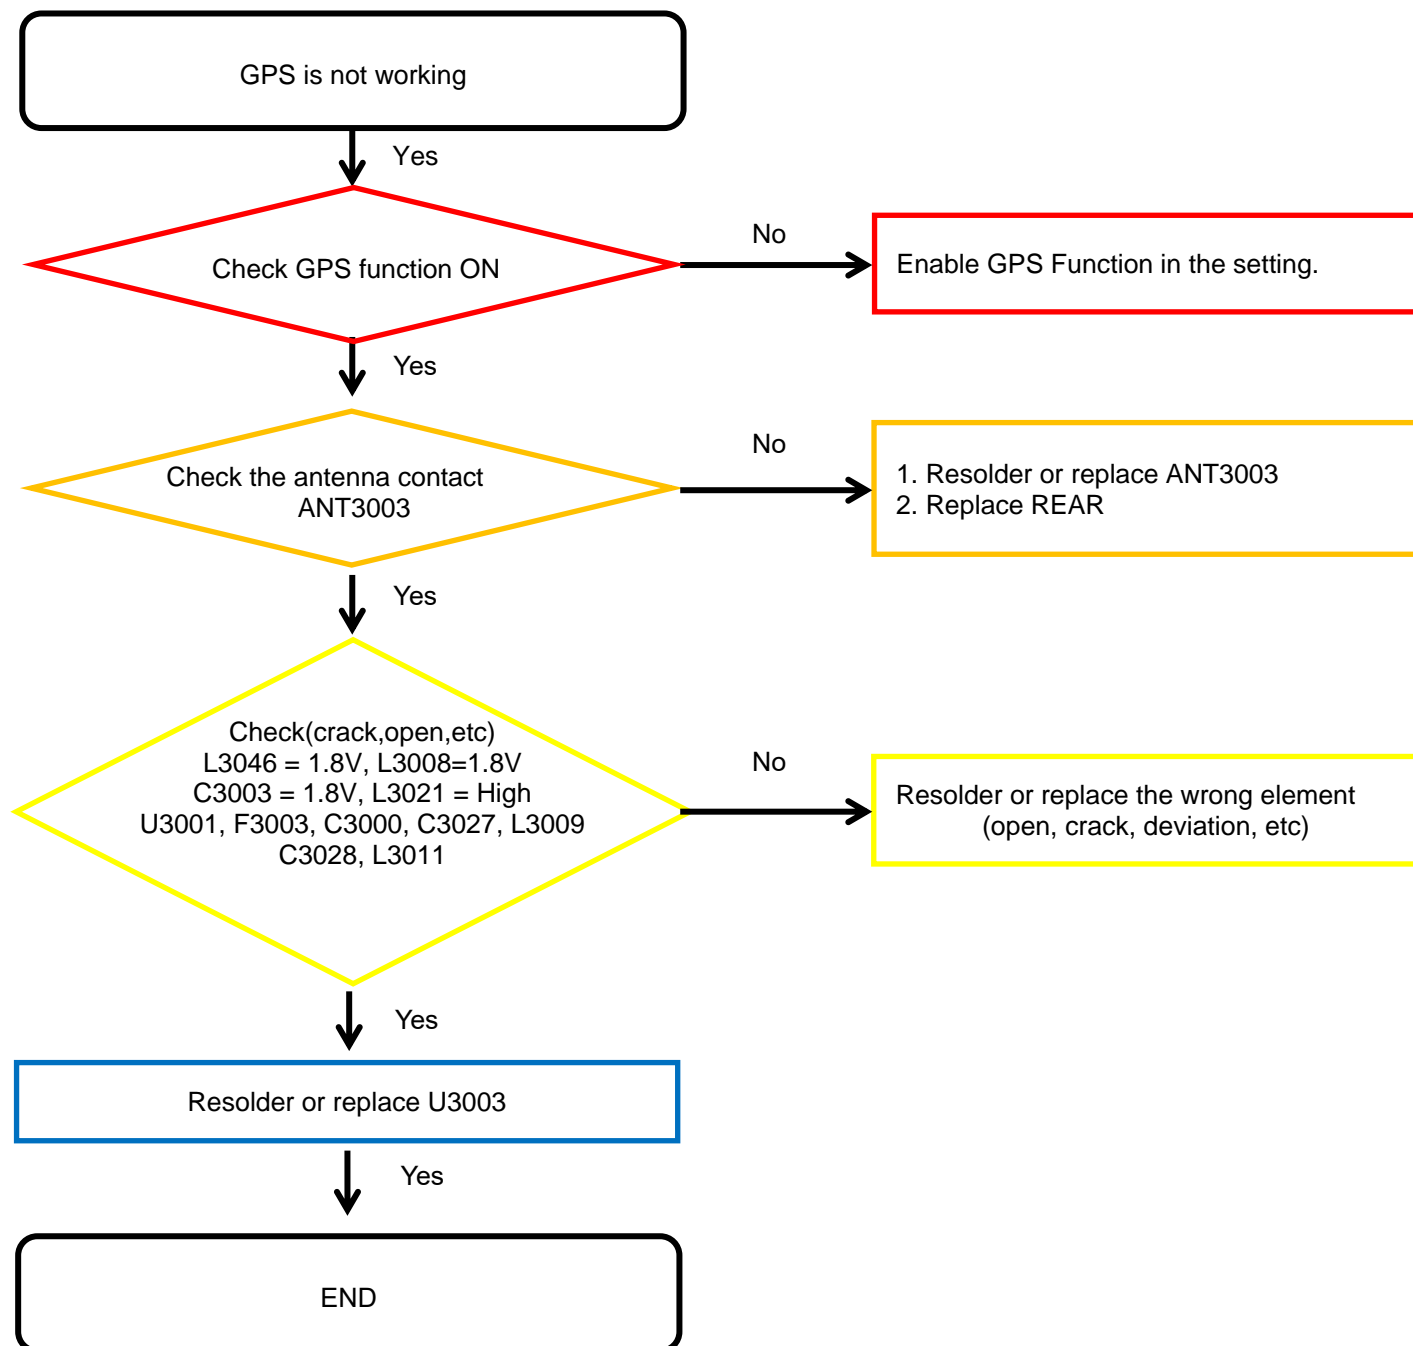 GPS is not working
Yes
Check GPS function ON
No
Enable GPS Function in the setting.
Yes
Check the antenna contact
ANT3003
No
1. Resolder or replace ANT3003
2. Replace REAR
Yes
Check(crack,open,etc)
L3046 = 1.8V, L3008=1.8V
C3003 = 1.8V, L3021 = High
U3001, F3003, C3000, C3027, L3009
C3028, L3011
No
Resolder or replace the wrong element
(open, crack, deviation, etc)
Yes
Resolder or replace U3003
Yes
END